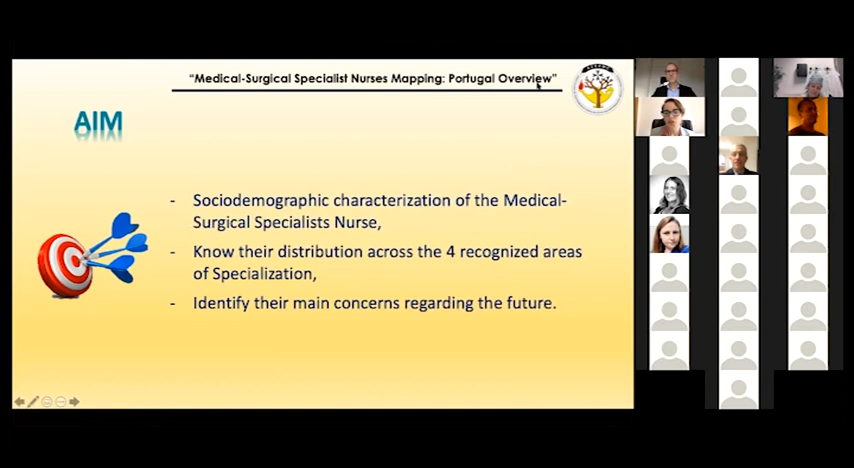 "Medical-Surgical Specialist Nurses Mapping: Portugal Overview"
AIM
- Sociodemographic characterization of the Medical-
Surgical Specialists Nurse,
- Know their distribution across the 4 recognized areas
of Specialization,
- Identify their main concerns regarding the future.